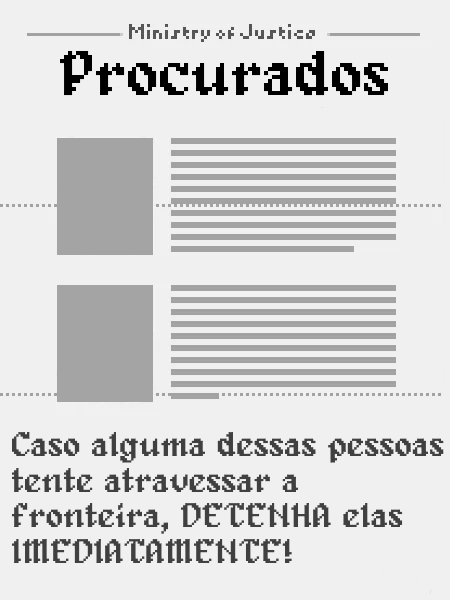 Ministry of Justice
Procurados
Caso alguma dessas pessoas
tente atravessar a
fronteira, DETENHA elas
IMEDIATAMENTE!